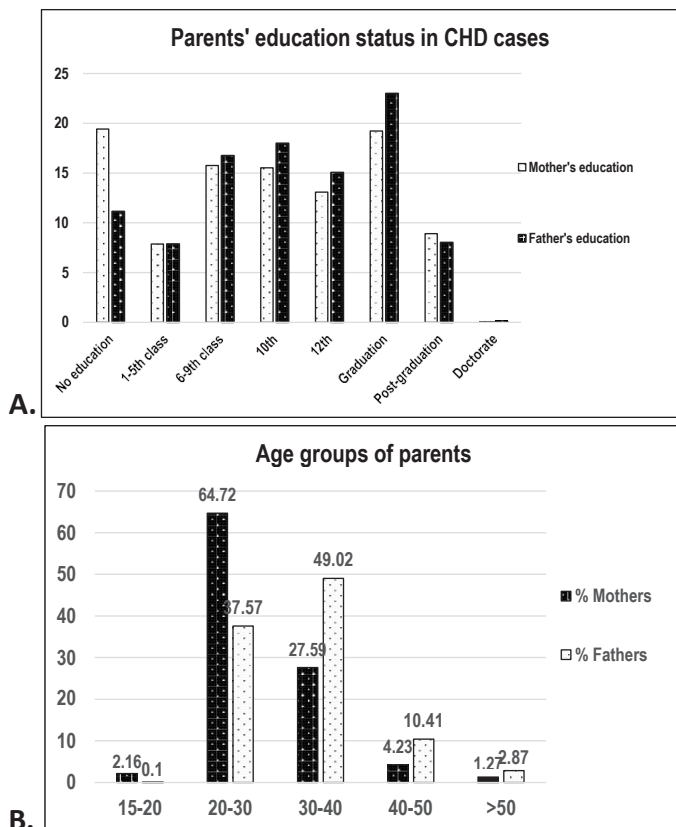 Parents' education status in CHD cases
25
20
15
10
5
0
No education
1-5th class
6-9th class
10th
12th
Graduation
Post-graduation
Doctorate
Mother's education
Father's education
A.
Age groups of parents
70
60
50
40
30
20
10
0
2.16
0.1
64.72
37.57
27.59
49.02
4.23
10.41
1.27
2.87
15-20
20-30
30-40
40-50
>50
% Mothers
% Fathers
B.